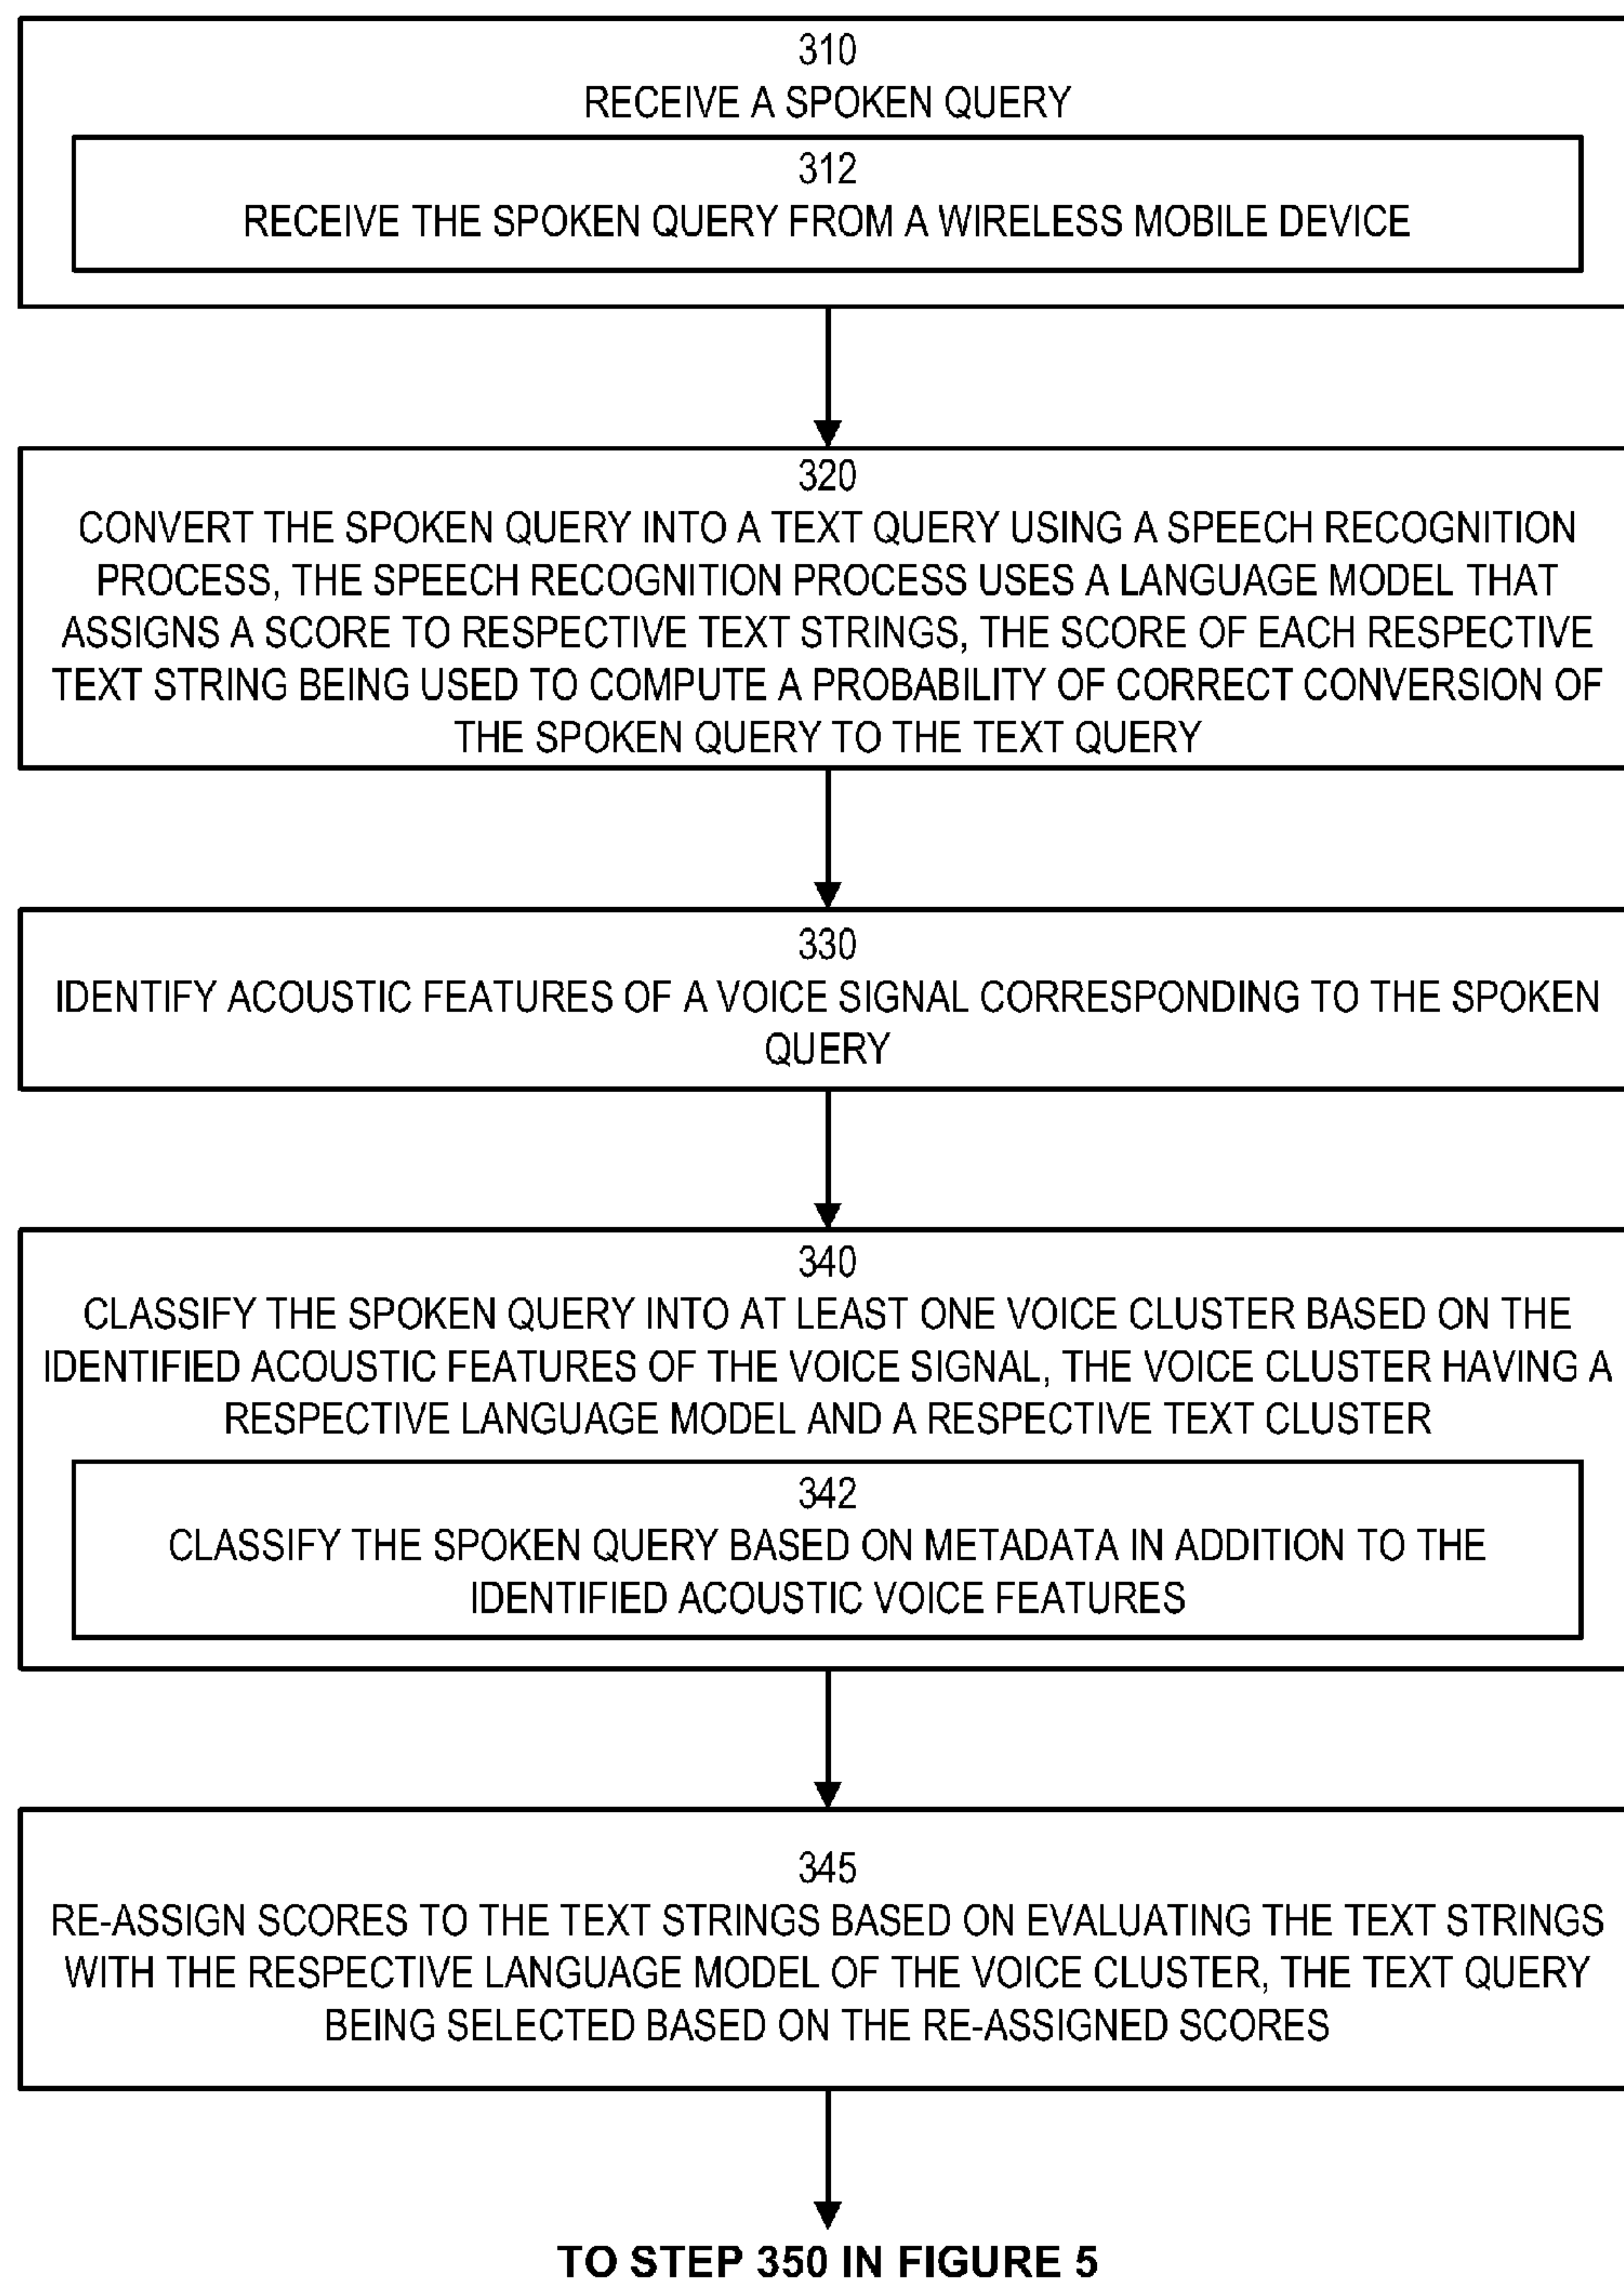 310
RECEIVE A SPOKEN QUERY
312
RECEIVE THE SPOKEN QUERY FROM A WIRELESS MOBILE DEVICE
320
CONVERT THE SPOKEN QUERY INTO A TEXT QUERY USING A SPEECH RECOGNITION
PROCESS, THE SPEECH RECOGNITION PROCESS USES A LANGUAGE MODEL THAT
ASSIGNS A SCORE TO RESPECTIVE TEXT STRINGS, THE SCORE OF EACH RESPECTIVE
TEXT STRING BEING USED TO COMPUTE A PROBABILITY OF CORRECT CONVERSION OF
THE SPOKEN QUERY TO THE TEXT QUERY
330
IDENTIFY ACOUSTIC FEATURES OF A VOICE SIGNAL CORRESPONDING TO THE SPOKEN
QUERY
340
CLASSIFY THE SPOKEN QUERY INTO AT LEAST ONE VOICE CLUSTER BASED ON THE
IDENTIFIED ACOUSTIC FEATURES OF THE VOICE SIGNAL, THE VOICE CLUSTER HAVING A
RESPECTIVE LANGUAGE MODEL AND A RESPECTIVE TEXT CLUSTER
342
CLASSIFY THE SPOKEN QUERY BASED ON METADATA IN ADDITION TO THE
IDENTIFIED ACOUSTIC VOICE FEATURES
345
RE-ASSIGN SCORES TO THE TEXT STRINGS BASED ON EVALUATING THE TEXT STRINGS
WITH THE RESPECTIVE LANGUAGE MODEL OF THE VOICE CLUSTER, THE TEXT QUERY
BEING SELECTED BASED ON THE RE-ASSIGNED SCORES
TO STEP 350 IN FIGURE 5